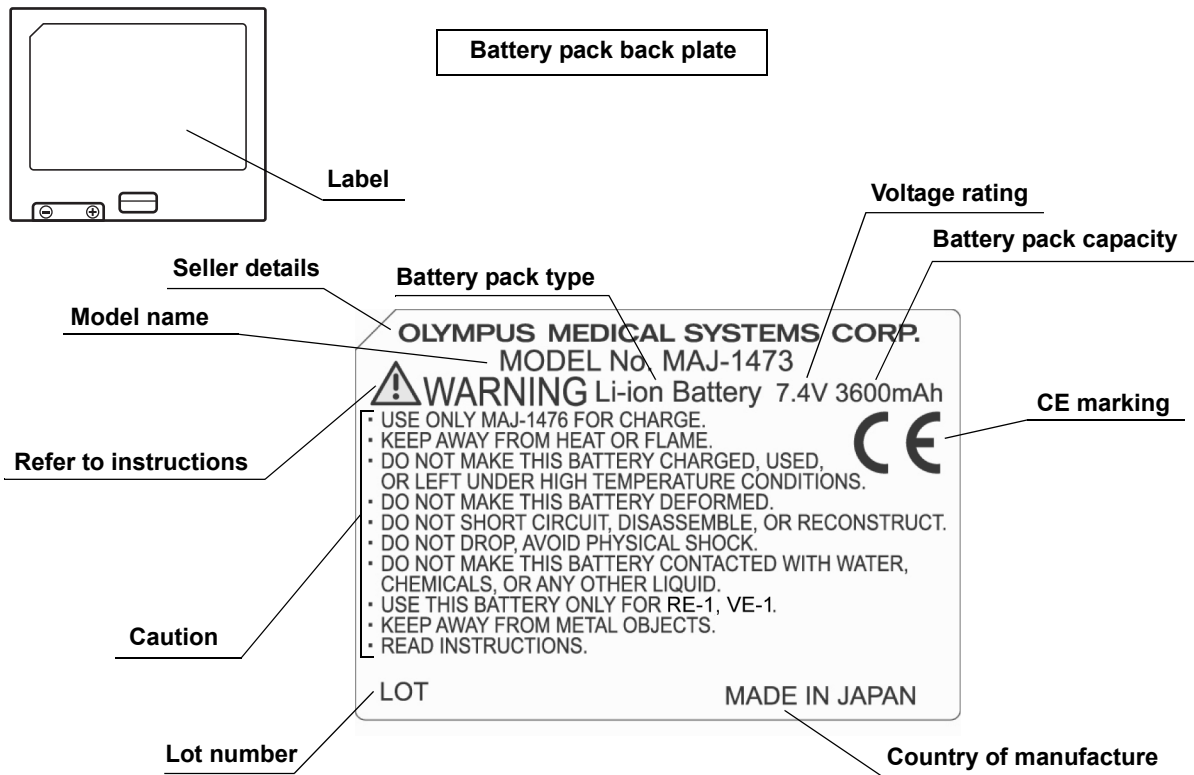 Battery pack back plate
Label
Voltage rating
Battery pack capacity
Seller details
Battery pack type
Model name
OLYMPUS MEDICAL SYSTEMS CORP.
MODEL No. MAJ-1473
WARNING Li-ion Battery 7.4V 3600mAh
CE marking
CE
Refer to instructions
· USE ONLY MAJ-1476 FOR CHARGE.
· KEEP AWAY FROM HEAT OR FLAME.
· DO NOT MAKE THIS BATTERY CHARGED, USED,
OR LEFT UNDER HIGH TEMPERATURE CONDITIONS.
· DO NOT MAKE THIS BATTERY DEFORMED.
· DO NOT SHORT CIRCUIT, DISASSEMBLE, OR RECONSTRUCT.
· DO NOT DROP, AVOID PHYSICAL SHOCK.
· DO NOT MAKE THIS BATTERY CONTACTED WITH WATER,
CHEMICALS, OR ANY OTHER LIQUID.
· USE THIS BATTERY ONLY FOR RE-1, VE-1.
· KEEP AWAY FROM METAL OBJECTS.
· READ INSTRUCTIONS.
Caution
LOT
MADE IN JAPAN
Lot number
Country of manufacture